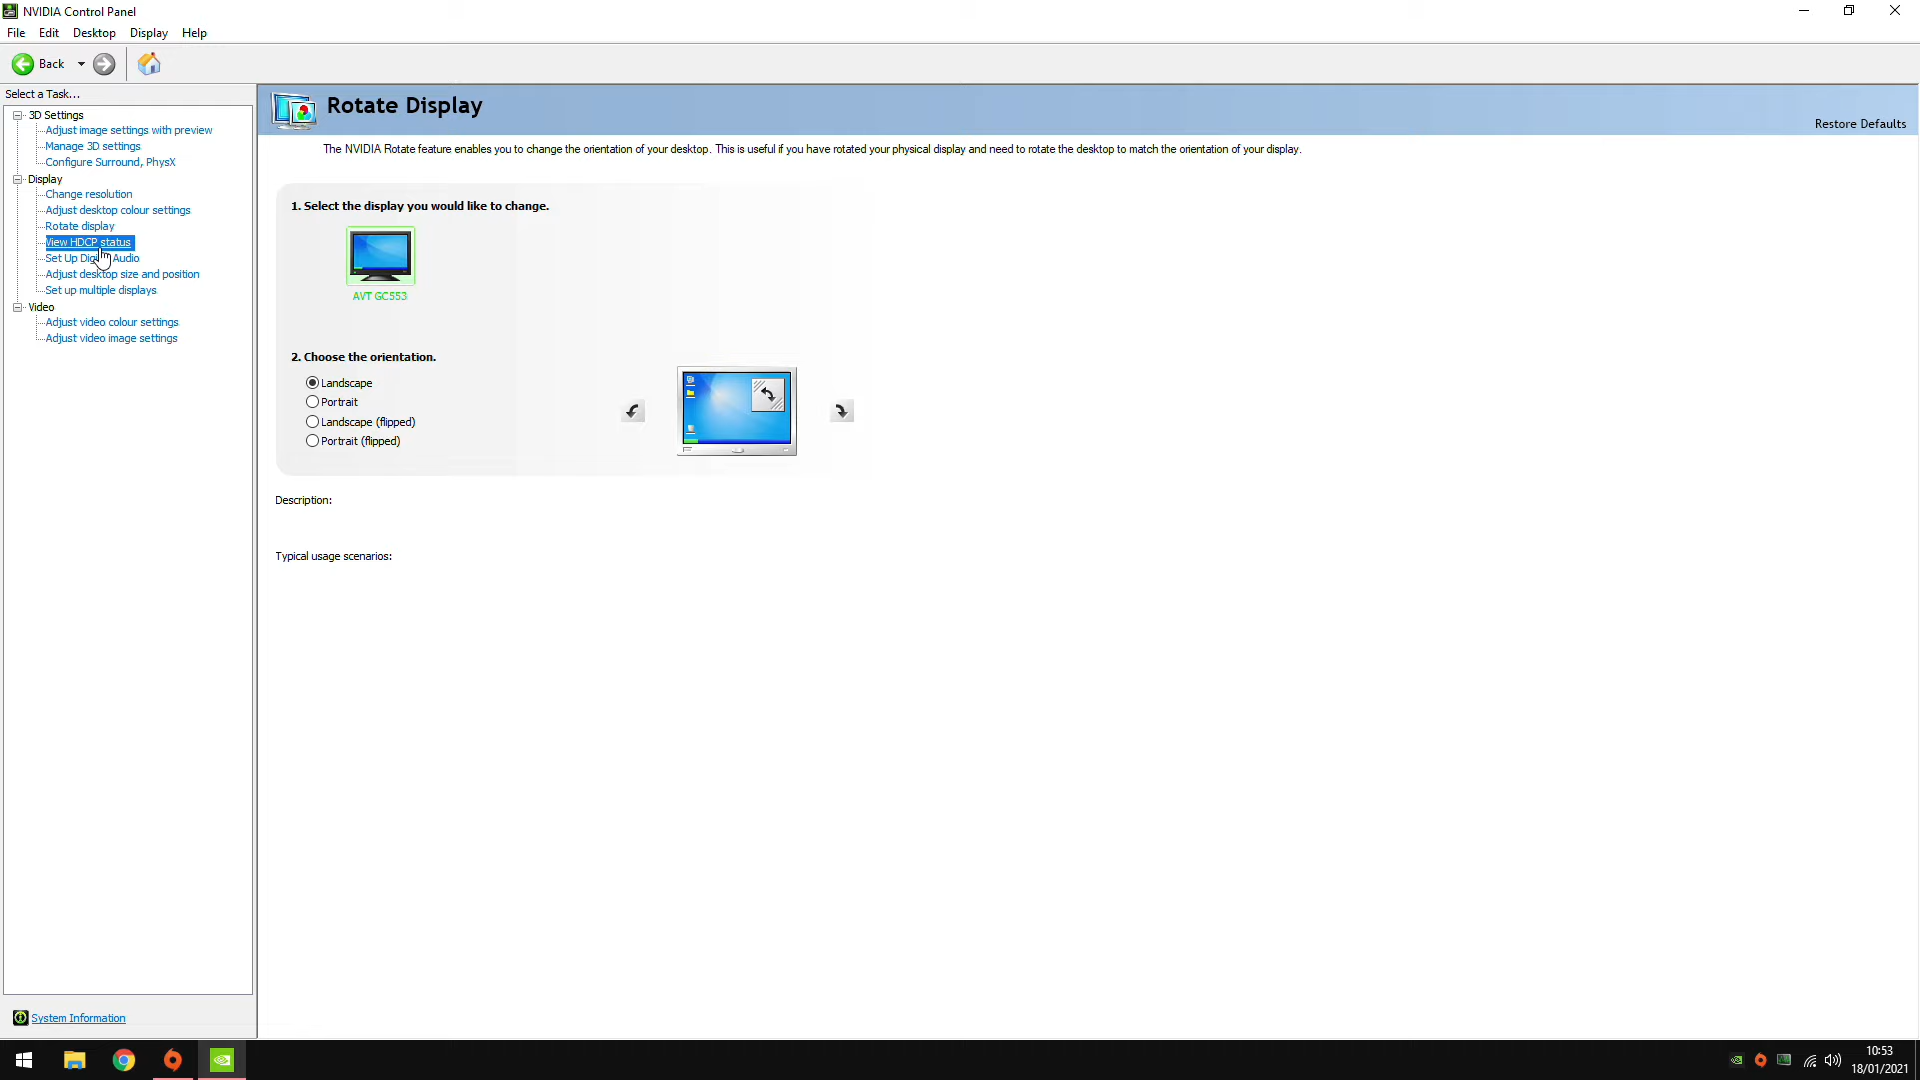 NVIDIA Control Panel
File Edit Desktop Display Help
Back
Select a Task...
3D Settings
Adjust image settings with preview
Manage 3D settings
Configure Surround, PhysX
Display
Change resolution
Adjust desktop colour settings
Rotate display
View HDCP status
Set Up Audio
Adjust desktop size and position
Set up multiple displays
Video
Adjust video colour settings
Adjust video image settings
System Information
Rotate Display
Restore Defaults
The NVIDIA Rotate feature enables you to change the orientation of your desktop. This is useful if you have rotated your physical display and need to rotate the desktop to match the orientation of your display.
1. Select the display you would like to change.
AVT GC553
2. Choose the orientation.
Landscape
Portrait
Landscape (flipped)
Portrait (flipped)
Description:
Typical usage scenarios:
10:53
18/01/2021